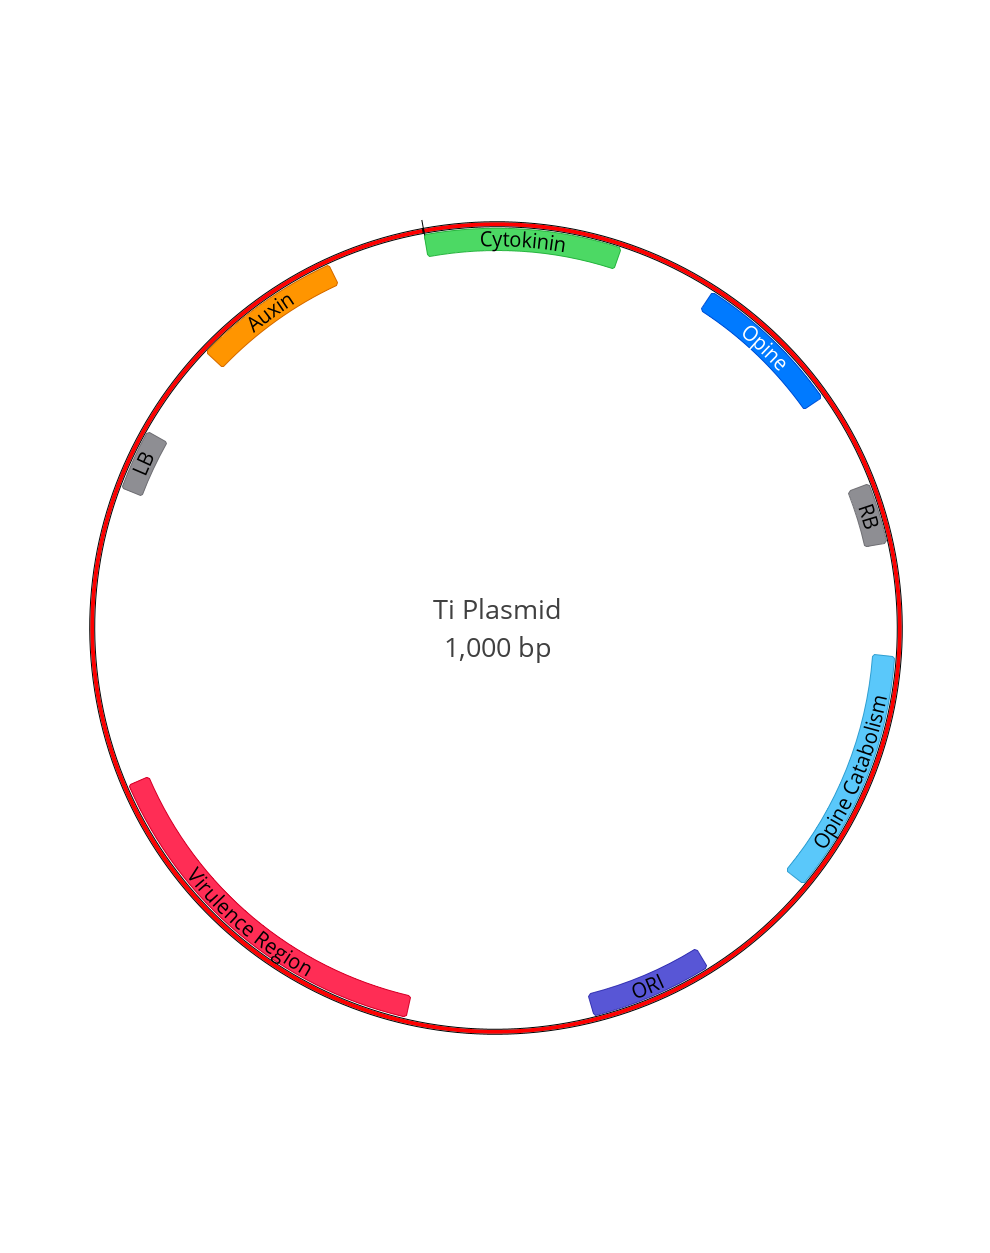 Cytokinin
Auxin
Opine
LB
RB
Ti Plasmid
1,000 bp
Opine Catabolism
Virulence Region
ORI